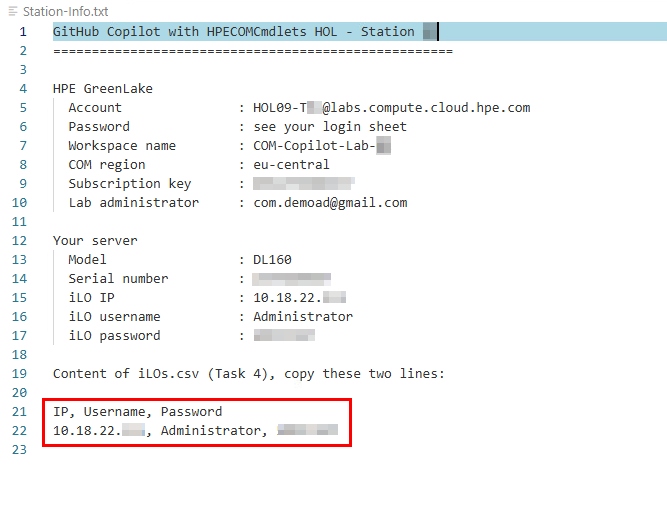 Station-Info.txt
1 GitHub Copilot with HPECOMCmdlets HOL - Station
2 ====================================================
3
4 HPE GreenLake
5 Account : HOL09-T @labs.compute.cloud.hpe.com
6 Password : see your login sheet
7 Workspace name : COM-Copilot-Lab-
8 COM region : eu-central
9 Subscription key :
10 Lab administrator : com.demoad@gmail.com
11
12 Your server
13 Model : DL160
14 Serial number :
15 iLO IP : 10.18.22.
16 iLO username : Administrator
17 iLO password :
18
19 Content of iLOs.csv (Task 4), copy these two lines:
20
21 IP, Username, Password
22 10.18.22. , Administrator,
23